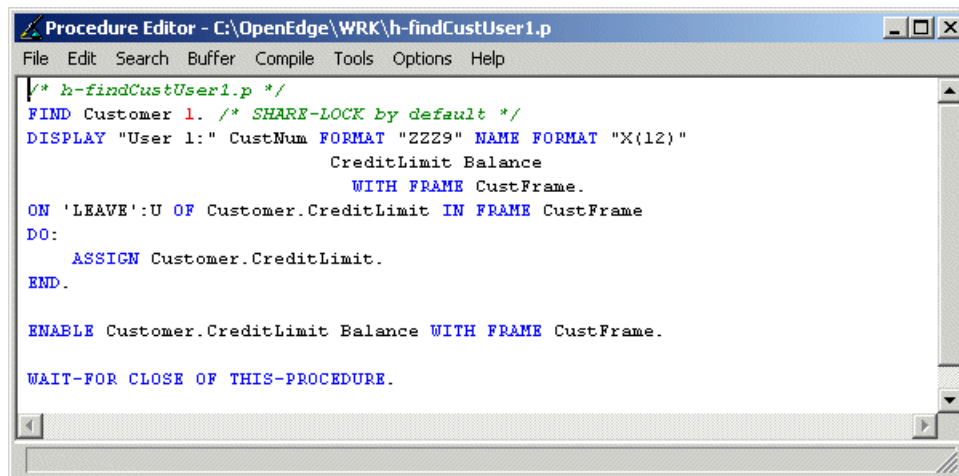 Procedure Editor - C:\OpenEdge\WRK\h-findCustUser1.p
File Edit Search Buffer Compile Tools Options Help
/* h-findCustUser1.p */
FIND Customer 1. /* SHARE-LOCK by default */
DISPLAY "User 1:" CustNum FORMAT "ZZZ9" NAME FORMAT "X(12)"
CreditLimit Balance
WITH FRAME CustFrame.
ON 'LEAVE':U OF Customer.CreditLimit IN FRAME CustFrame
DO:
ASSIGN Customer.CreditLimit.
END.
ENABLE Customer.CreditLimit Balance WITH FRAME CustFrame.
WAIT-FOR CLOSE OF THIS-PROCEDURE.